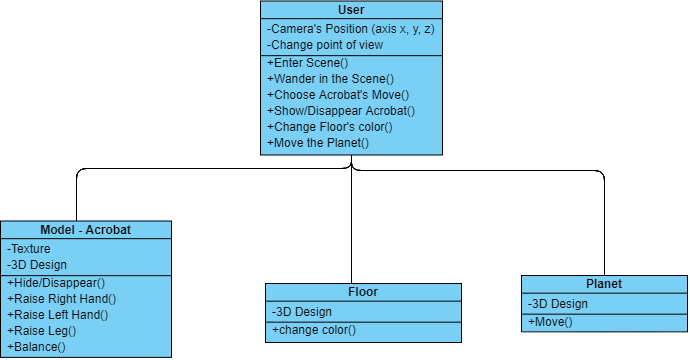 User
-Camera's Position (axis x, y, z)
-Change point of view
+Enter Scene()
+Wander in the Scene()
+Choose Acrobat's Move()
+Show/Disappear Acrobat()
+Change Floor's color()
+Move the Planet()
Model - Acrobat
-Texture
-3D Design
+Hide/Disappear()
+Raise Right Hand()
+Raise Left Hand()
+Raise Leg()
+Balance()
Floor
-3D Design
+change color()
Planet
-3D Design
+Move()